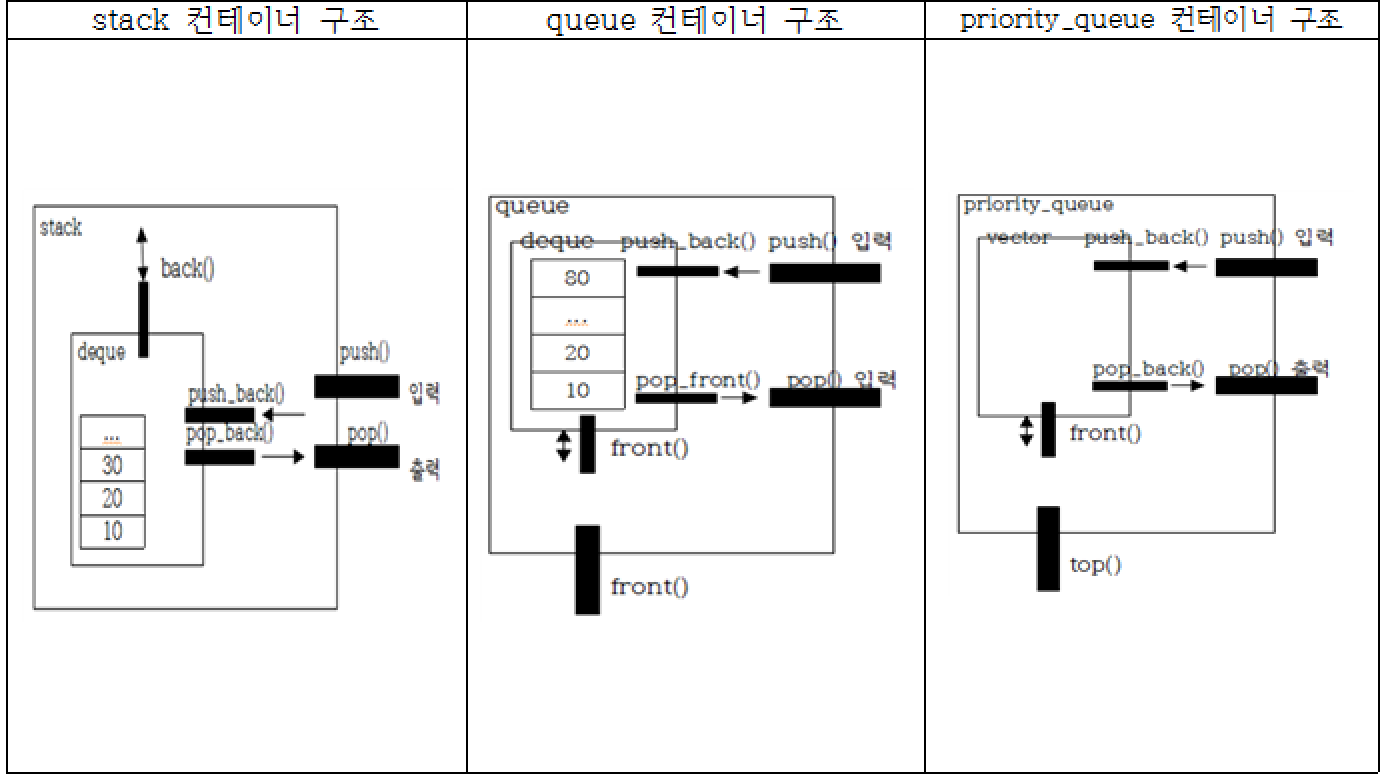 stack 컨테이너 구조
queue 컨테이너 구조
priority_queue 컨테이너 구조
stack
back()
deque
push()
입력
push_back()
pop_back()
pop()
출력
...
30
20
10
queue
deque push_back() push() 입력
80
...
20
10
pop_front() pop() 입력
front()
front()
priority_queue
vector push_back() push() 입력
pop_back() pop() 출력
front()
top()